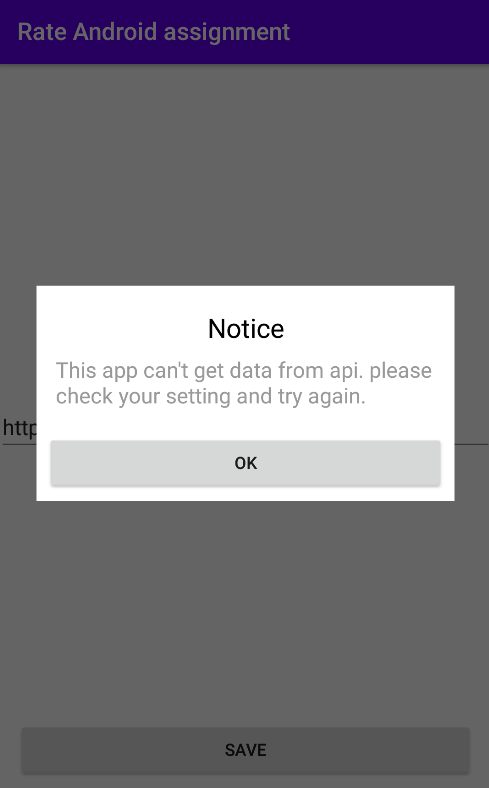 Rate Android assignment
Notice
This app can't get data from api. please
check your setting and try again.
http
OK
SAVE